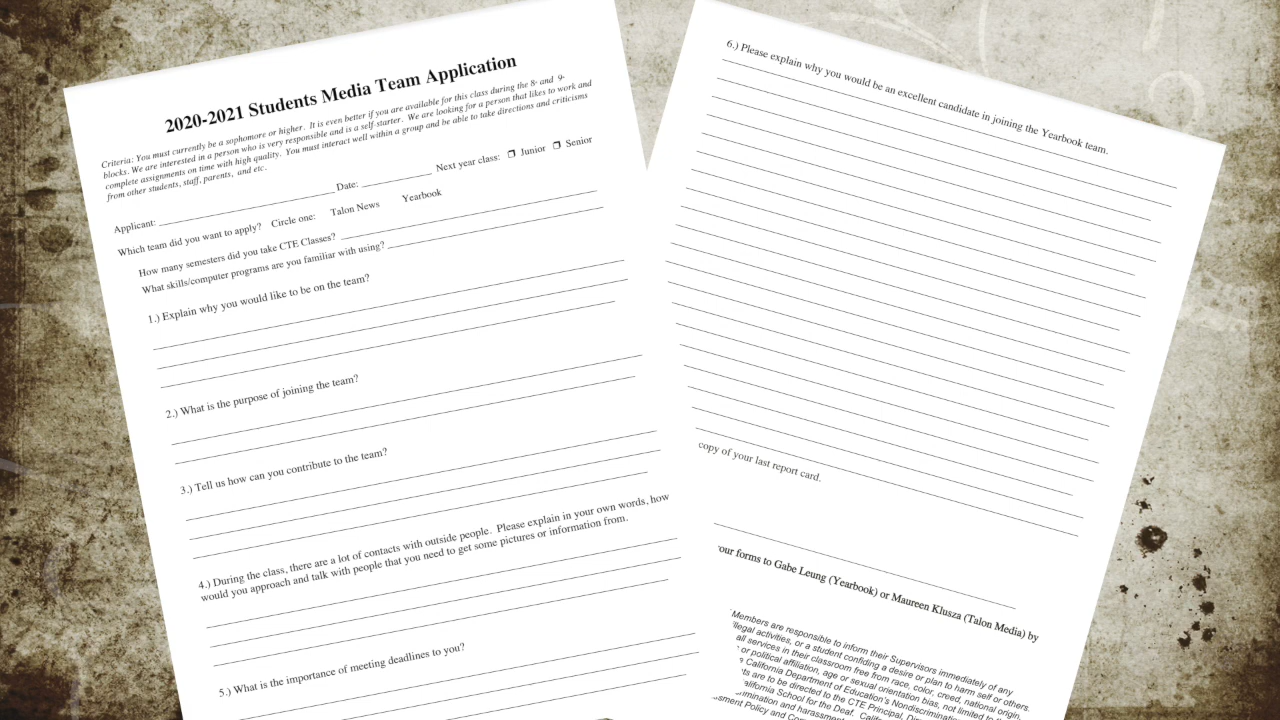 2020-2021 Students Media Team Application
Criteria: You must currently be a sophomore or higher. It is even better if you are available for this class during the 8- and 9-
blocks. We are interested in a person who is very responsible and is a self-starter. We are looking for a person that likes to work and
complete assignments on time with high quality. You must interact well within a group and be able to take directions and criticisms
from other students, staff, parents, and etc.
Applicant: Date: Next year class: ❒ Junior ❒ Senior
Which team did you want to apply? Circle one: Talon News Yearbook
How many semesters did you take CTE Classes?
What skills/computer programs are you familiar with using?
1.) Explain why you would like to be on the team?
2.) What is the purpose of joining the team?
3.) Tell us how can you contribute to the team?
4.) During the class, there are a lot of contacts with outside people. Please explain in your own words, how
would you approach and talk with people that you need to get some pictures or information from.
5.) What is the importance of meeting deadlines to you?
6.) Please explain why you would be an excellent candidate in joining the Yearbook team.
copy of your last report card.
our forms to Gabe Leung (Yearbook) or Maureen Klusza (Talon Media) by
Members are responsible to inform their Supervisors immediately of any
illegal activities, or a student confiding a desire or plan to harm self or others.
all services in their classroom free from race, color, creed, national origin,
or political affiliation, age or sexual orientation bias, not limited to
California Department of Education's Nondiscrimination
are to be directed to the CTE Principal,
California School for the Deaf.
and harassment
Policy and